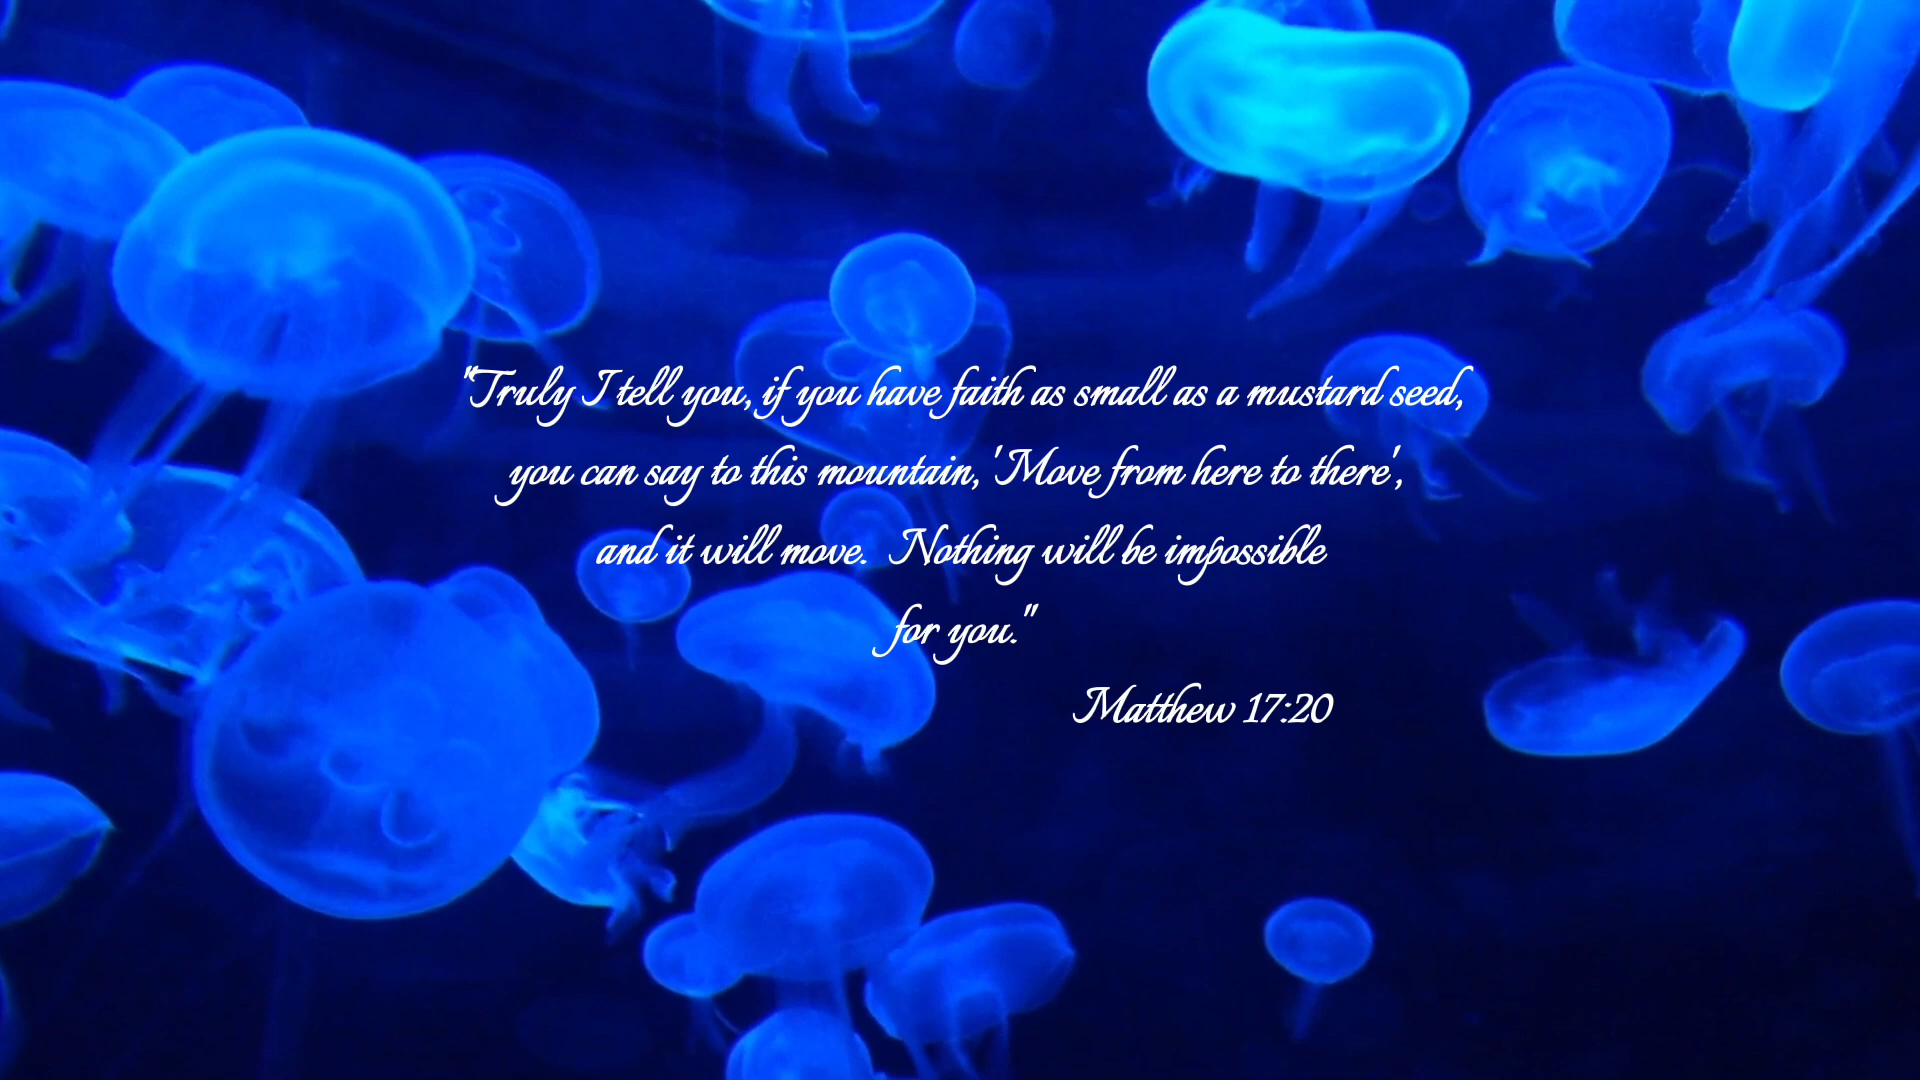 "Truly I tell you, if you have faith as small as a mustard seed,
you can say to this mountain, 'Move from here to there',
and it will move. Nothing will be impossible
for you."
Matthew 17:20